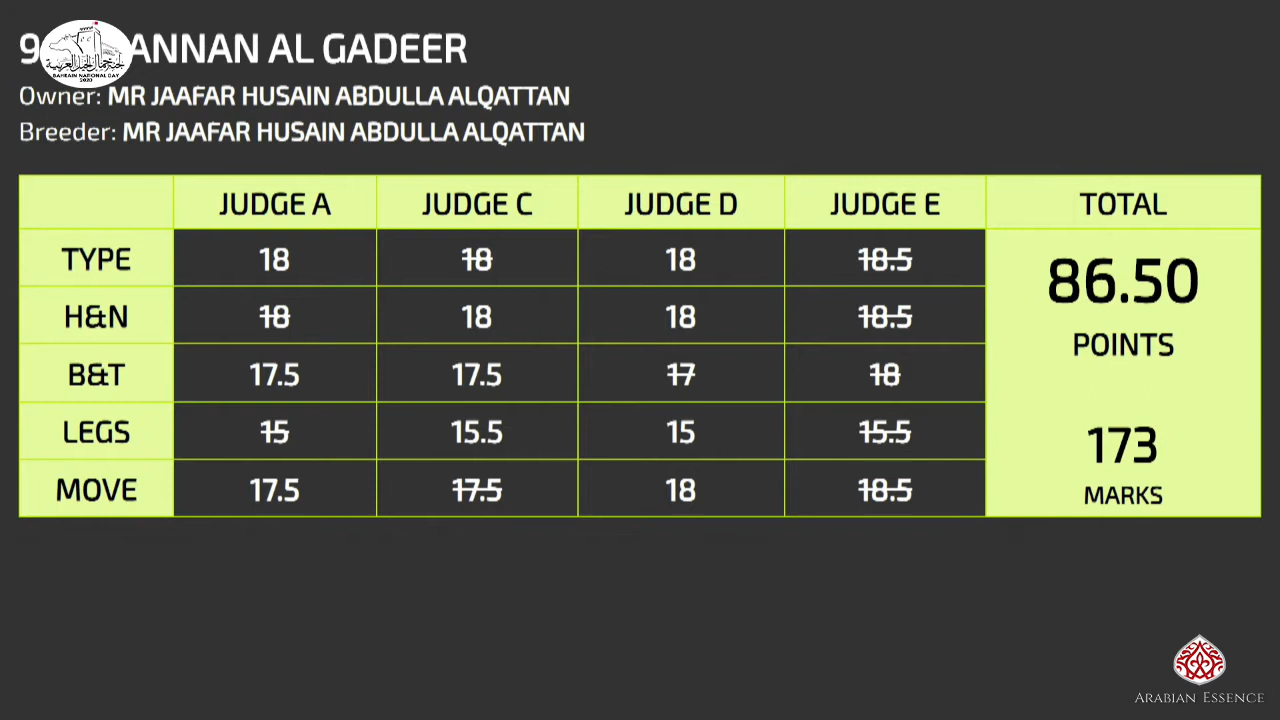 9 ANNAN AL GADEER
Owner: MR JAAFAR HUSAIN ABDULLA ALQATTAN
Breeder: MR JAAFAR HUSAIN ABDULLA ALQATTAN
BAHRAIN NATIONAL DAY
2020
JUDGE A JUDGE C JUDGE D JUDGE E TOTAL
TYPE 18 18 18 18.5
H&N 18 18 18 18.5
B&T 17.5 17.5 17 18
LEGS 15 15.5 15 15.5
MOVE 17.5 17.5 18 18.5
86.50
POINTS
173
MARKS
ARABIAN ESSENCE